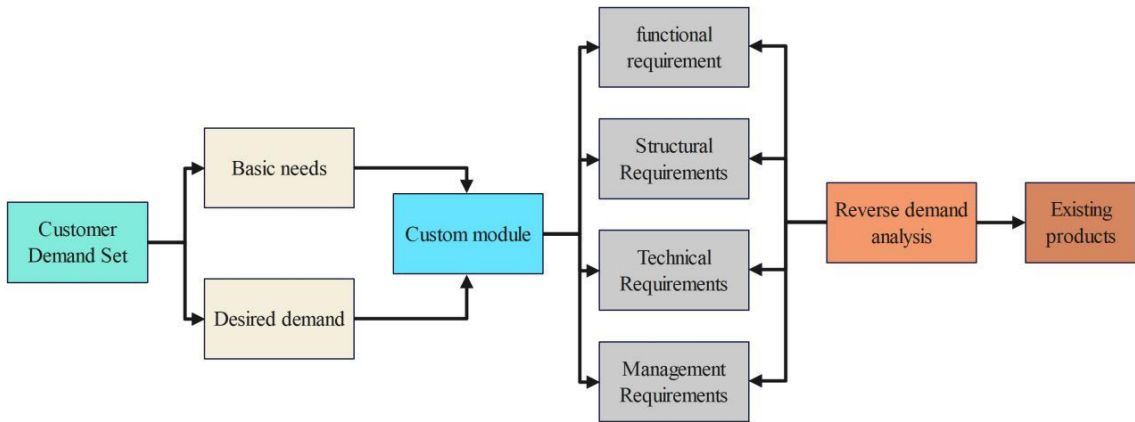 Customer
Demand Set
Basic needs
Desired demand
Custom module
functional
requirement
Structural
Requirements
Technical
Requirements
Management
Requirements
Reverse demand
analysis
Existing
products